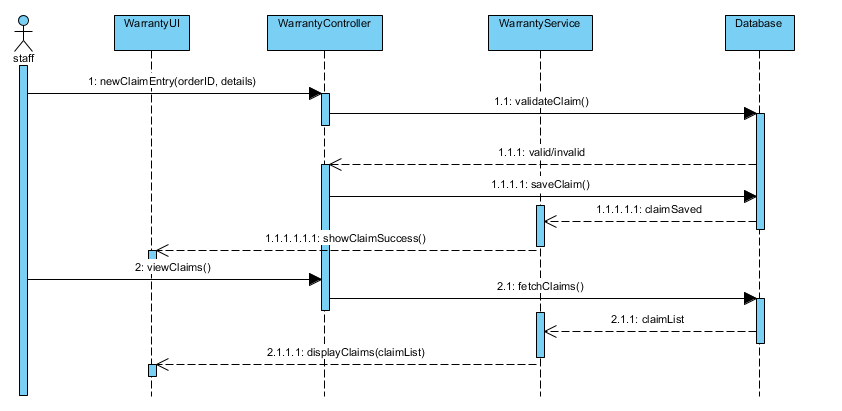 WarrantyUI
WarrantyController
WarrantyService
Database
staff
1: newClaimEntry(orderID, details)
1.1: validateClaim()
1.1.1: valid/invalid
1.1.1.1: saveClaim()
1.1.1.1.1: claimSaved
1.1.1.1.1.1: showClaimSuccess()
2: viewClaims()
2.1: fetchClaims()
2.1.1: claimList
2.1.1.1: displayClaims(claimList)